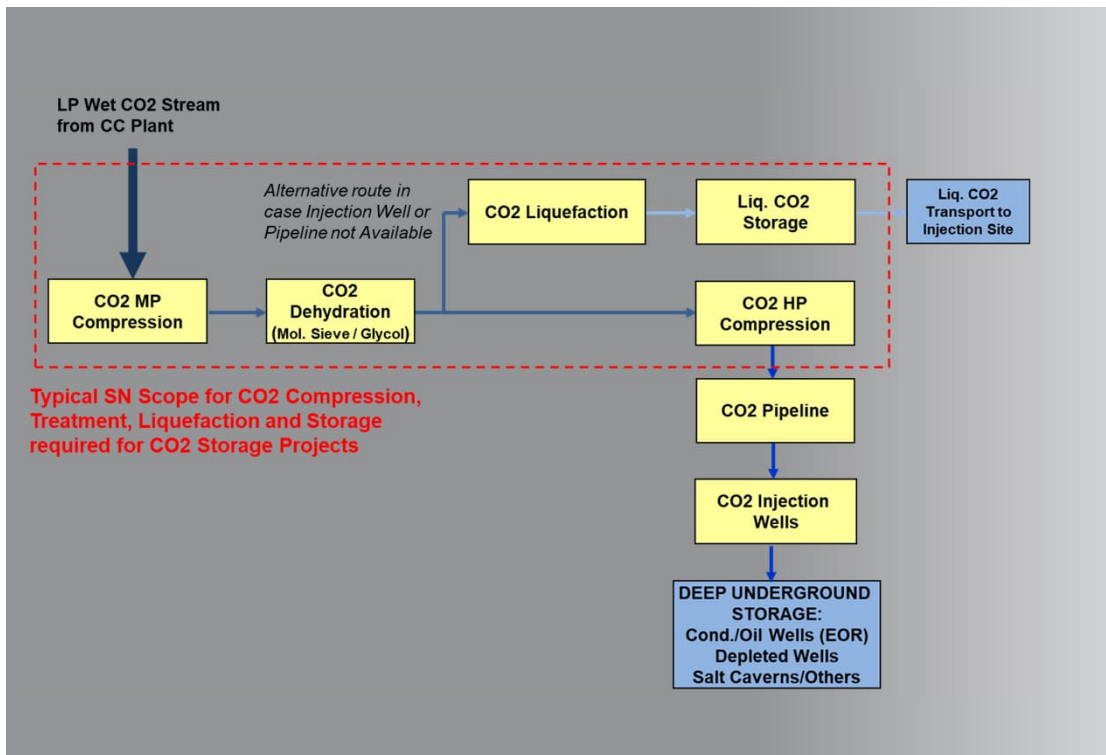 LP Wet CO2 Stream
from CC Plant
Alternative route in
case Injection Well or
Pipeline not Available
CO2 Liquefaction
Liq. CO2
Storage
Liq. CO2
Transport to
Injection Site
CO2 MP
Compression
CO2
Dehydration
(Mol. Sieve / Glycol)
CO2 HP
Compression
Typical SN Scope for CO2 Compression,
Treatment, Liquefaction and Storage
required for CO2 Storage Projects
CO2 Pipeline
CO2 Injection
Wells
DEEP UNDERGROUND
STORAGE:
Cond./Oil Wells (EOR)
Depleted Wells
Salt Caverns/Others